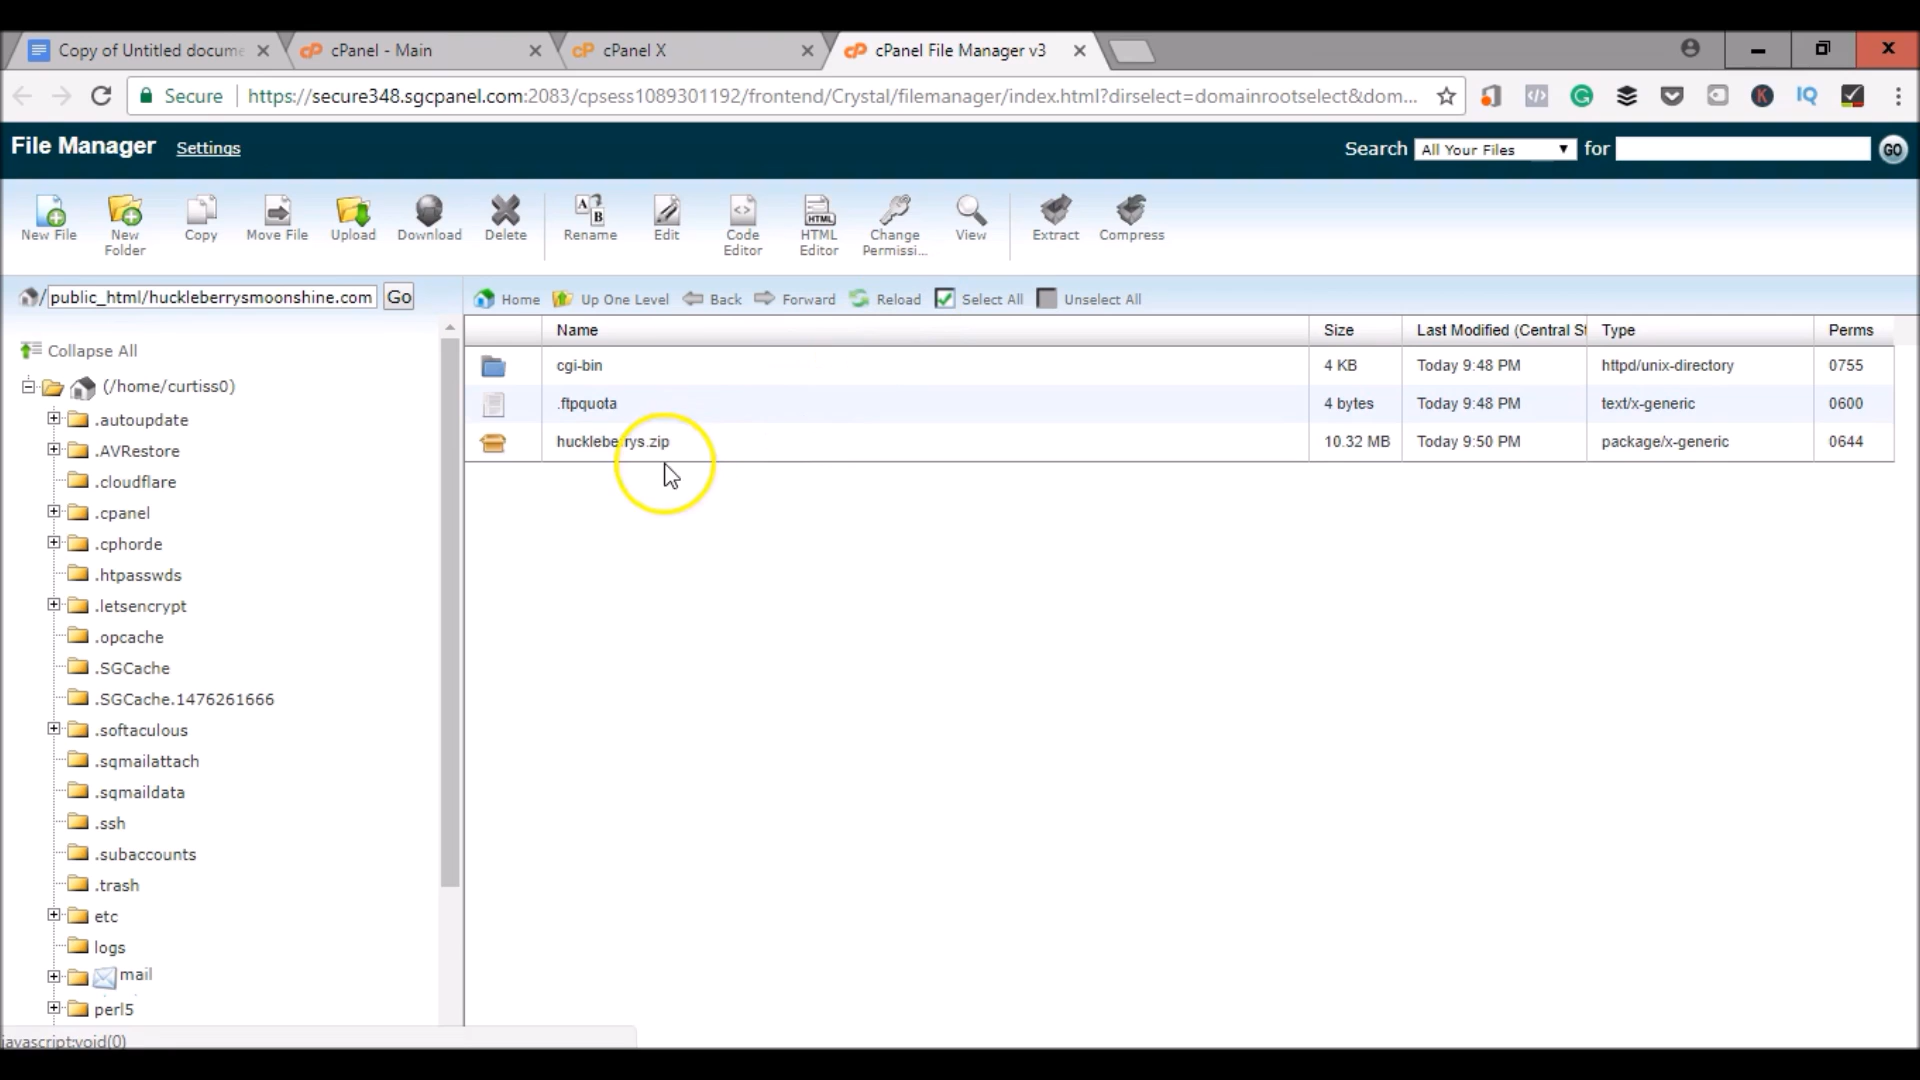 Copy of Untitled docume
cPanel - Main
cPanel X
cPanel File Manager v3
Secure
https://secure348.sgcpanel.com:2083/cpsess1089301192/frontend/Crystal/filemanager/index.html?dirselect=domainrootselect&dom...
IQ
File Manager
Settings
Search
All Your Files
for
GO
New File
New Folder
Copy
Move File
Upload
Download
Delete
Rename
Edit
Code Editor
HTML Editor
Change Permissi...
View
Extract
Compress
/ public_html/huckleberrysmoonshine.com
Go
Home
Up One Level
Back
Forward
Reload
Select All
Unselect All
Collapse All
(/home/curtiss0)
.autoupdate
.AVRestore
.cloudflare
.cpanel
.cphorde
.htpasswds
.letsencrypt
.opcache
.SGCache
.SGCache.1476261666
.softaculous
.sqmailattach
.sqmaildata
.ssh
.subaccounts
.trash
etc
logs
mail
perl5
Name Size Last Modified (Central St Type Perms
cgi-bin 4 KB Today 9:48 PM httpd/unix-directory 0755
.ftpquota 4 bytes Today 9:48 PM text/x-generic 0600
huckleberrys.zip 10.32 MB Today 9:50 PM package/x-generic 0644
javascript:void(0)